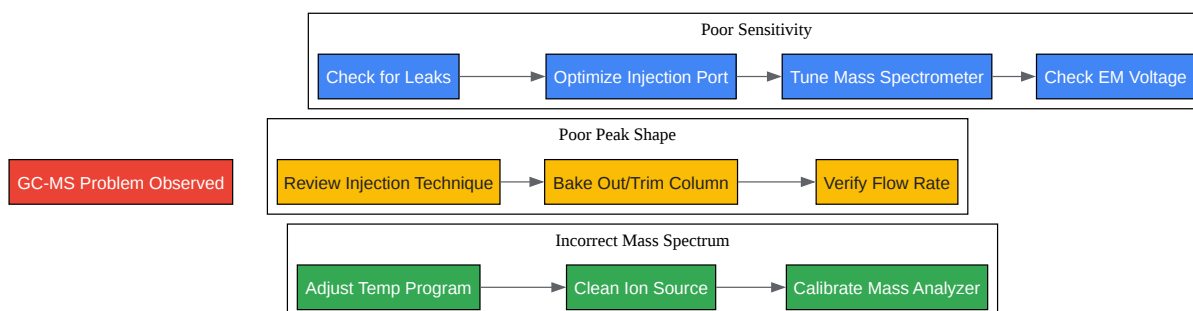 Poor Sensitivity
Check for Leaks
Optimize Injection Port
Tune Mass Spectrometer
Check EM Voltage
Poor Peak Shape
GC-MS Problem Observed
Review Injection Technique
Bake Out/Trim Column
Verify Flow Rate
Incorrect Mass Spectrum
Adjust Temp Program
Clean Ion Source
Calibrate Mass Analyzer